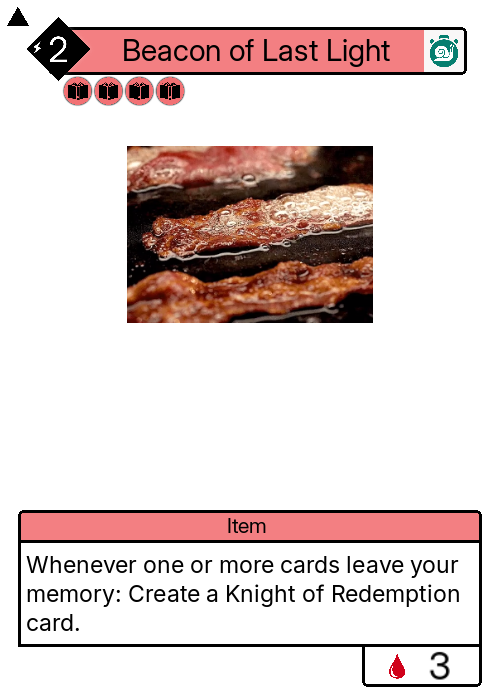 2
Beacon of Last Light
Item
Whenever one or more cards leave your
memory: Create a Knight of Redemption
card.
3